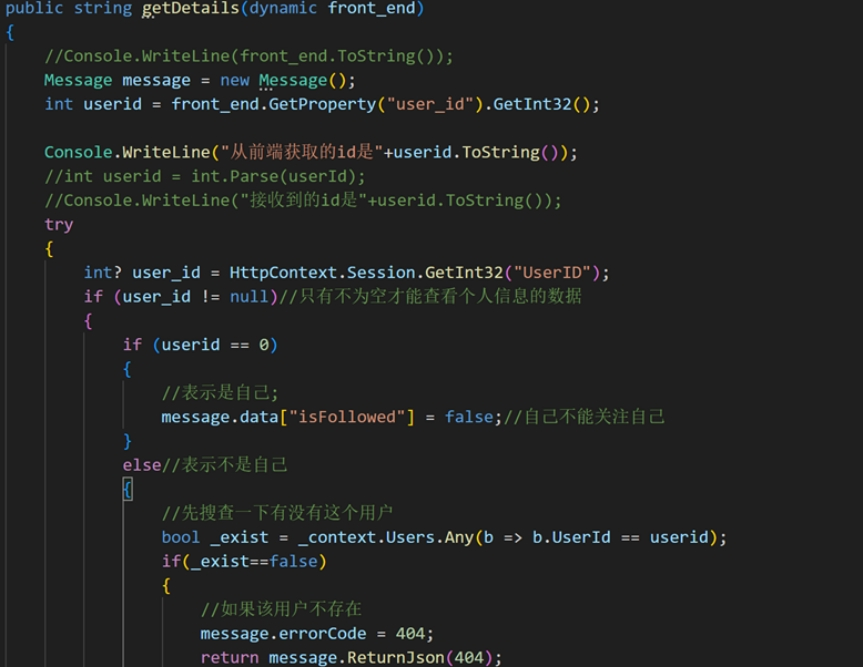 public string getDetails(dynamic front_end)
{
//Console.WriteLine(front_end.ToString());
Message message = new Message();
int userid = front_end.GetProperty("user_id").GetInt32();
Console.WriteLine("从前端获取的id是"+userid.ToString());
//int userid = int.Parse(userId);
//Console.WriteLine("接收到的id是"+userid.ToString());
try
{
int? user_id = HttpContext.Session.GetInt32("UserID");
if (user_id != null)//只有不为空才能查看个人信息的数据
{
if (userid == 0)
{
//表示是自己;
message.data["isFollowed"] = false;//自己不能关注自己
}
else//表示不是自己
{
//先搜查一下有没有这个用户
bool _exist = _context.Users.Any(b => b.UserId == userid);
if(_exist==false)
{
//如果该用户不存在
message.errorCode = 404;
return message.ReturnJson(404);